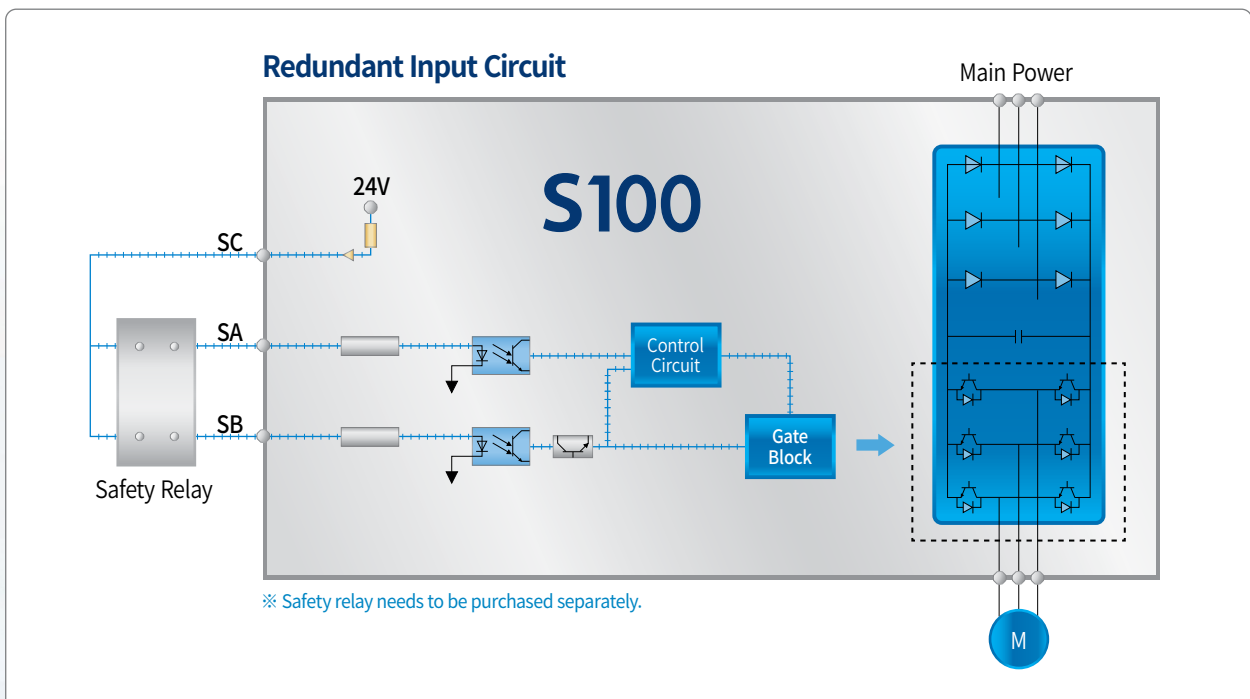 Redundant Input Circuit
Main Power
S100
24V
SC
SA
SB
Control
Circuit
Gate
Block
Safety Relay
※ Safety relay needs to be purchased separately.
M